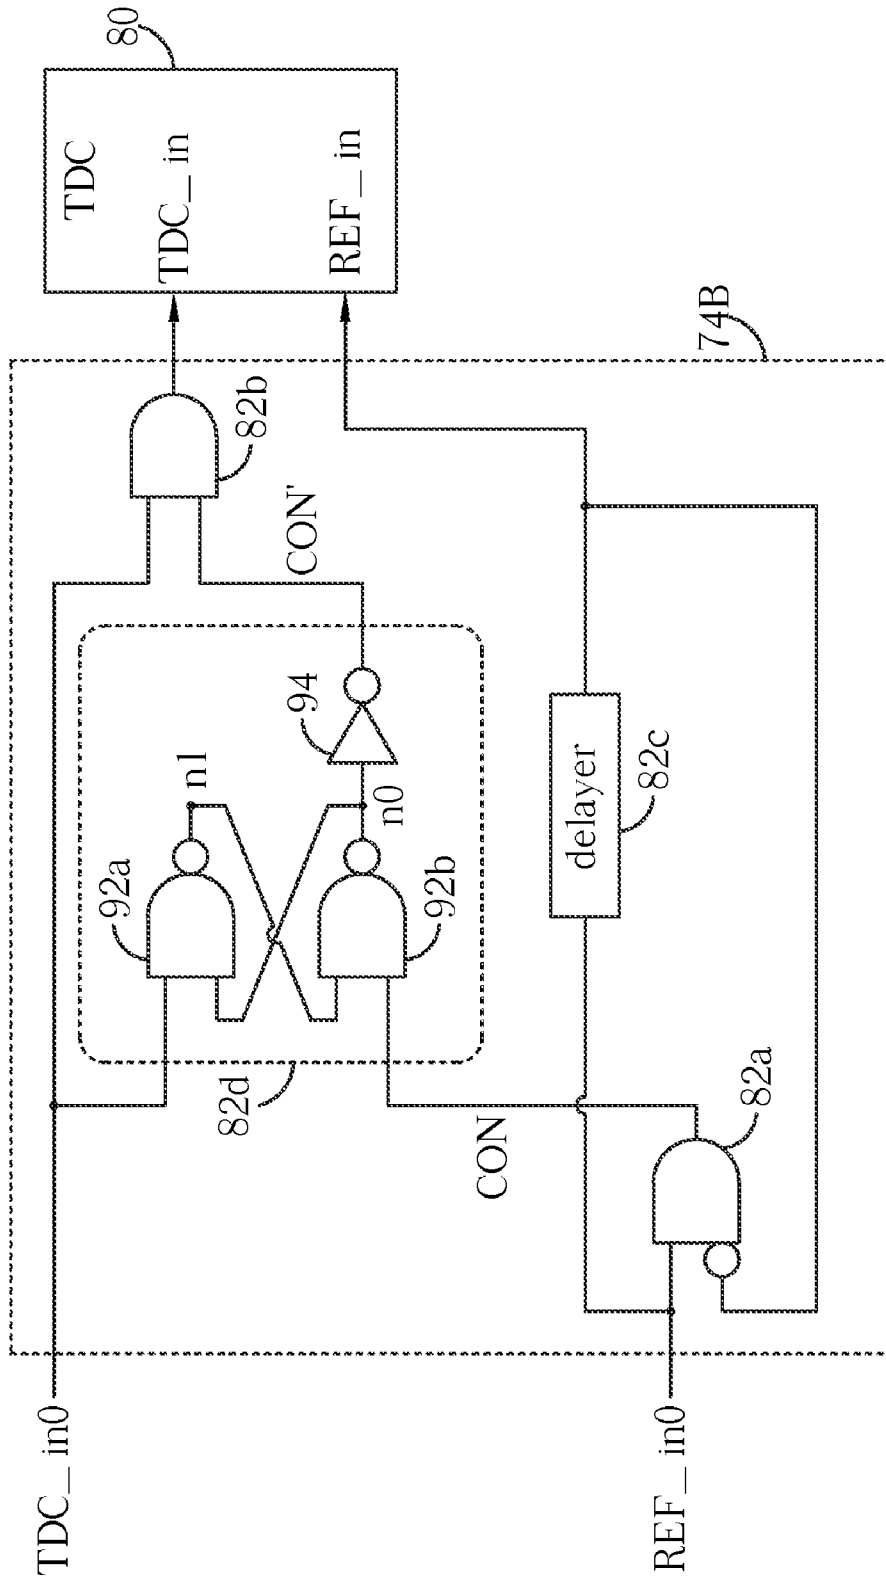 80
TDC
TDC_in
REF_in
74B
82b
CON'
94
n1
n0
92a
92b
82d
delayer
82c
CON
82a
TDC_in0
REF_in0